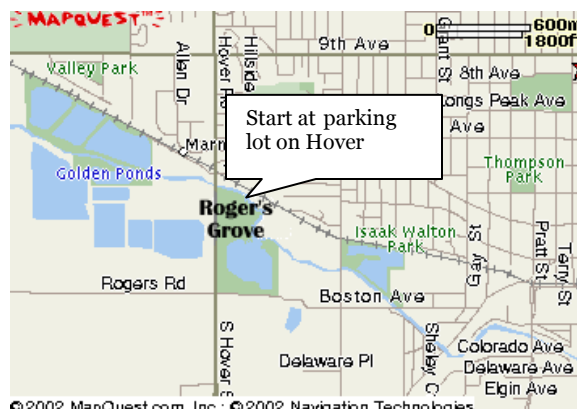 MAPQUEST
0 600m
1800ft
9th Ave
Grant St
Allan Dr
Hover Rd
Hillside
Valley Park
8th Ave
Longs Peak Ave
Ave
Start at parking
lot on Hover
Thompson
Park
Golden Ponds
Roger's
Grove
Isaak Walton
Park
Gay St
Pratt St
Terry St
Rogers Rd
Boston Ave
S Hover S
Delaware Pl
Sherley C
Colorado Ave
Delaware Ave
Elgin Ave
©2002 MapQuest.com, Inc.; ©2002 Navigation Technologies